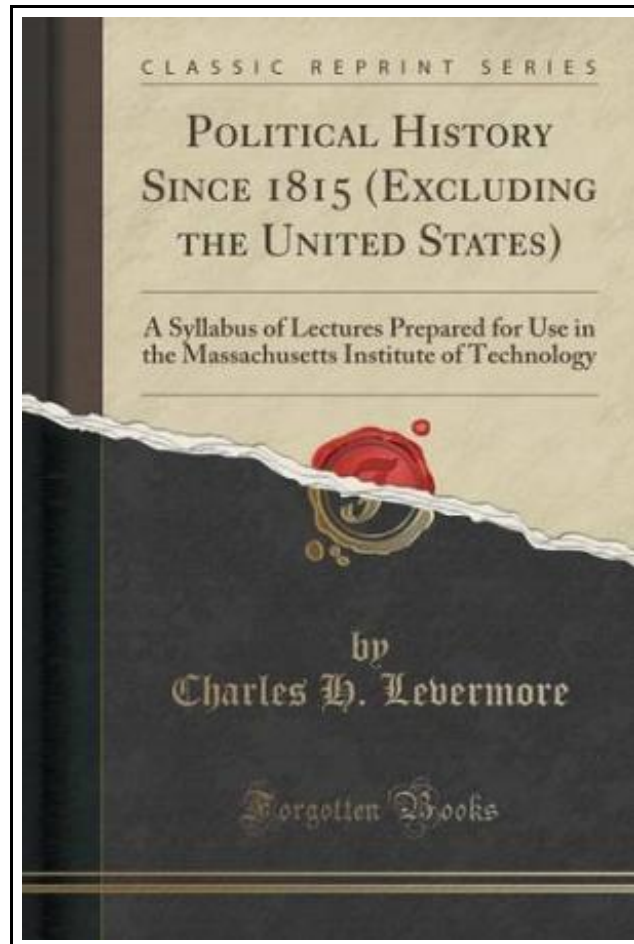 CLASSIC REPRINT SERIES
POLITICAL HISTORY
SINCE 1815 (EXCLUDING
THE UNITED STATES)
A Syllabus of Lectures Prepared for Use in
the Massachusetts Institute of Technology
by
Charles H. Levermore
Forgotten Books